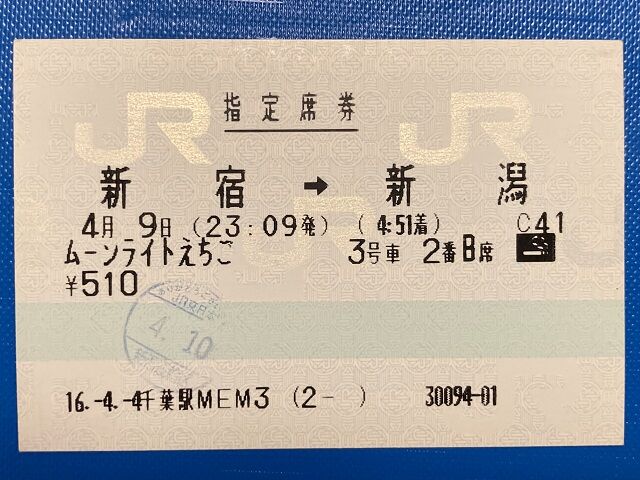 指定席券
新宿 → 新潟
4月 9日 (23:09発) (4:51着) C41
ムーンライトえちご 3号車 2番B席
¥510
4.10
16.-4.-4千葉駅MEM3 (2- ) 30094-01
JR JR JR